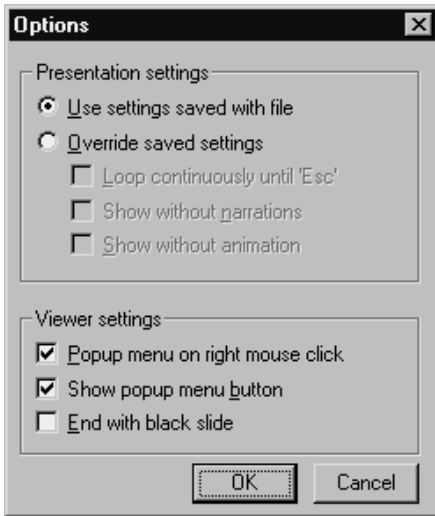 Options
Presentation settings
Use settings saved with file
Override saved settings
Loop continuously until 'Esc'
Show without narrations
Show without animation
Viewer settings
Popup menu on right mouse click
Show popup menu button
End with black slide
OK Cancel